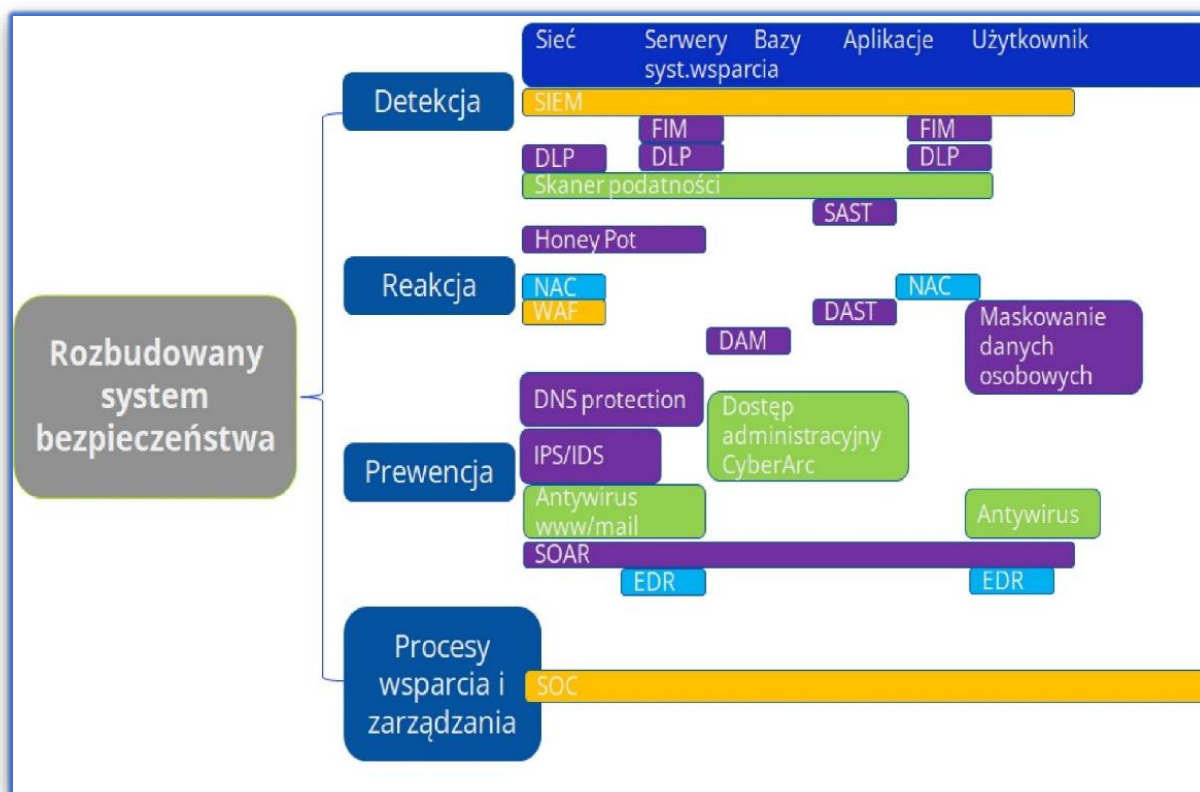 Sieć Serwery Bazy Aplikacje Użytkownik
syst.wsparcia
Detekcja
SIEM
FIM FIM
DLP DLP DLP
Skaner podatności
SAST
Honey Pot
Reakcja
NAC NAC
WAF DAST
Maskowanie
danych
osobowych
DAM
Rozbudowany
system
bezpieczeństwa
DNS protection
Dostęp
administracyjny
CyberArc
Prewencja
IPS/IDS
Antywirus
www/mail
Antywirus
SOAR
EDR EDR
Procesy
wsparcia i
zarządzania
SOC